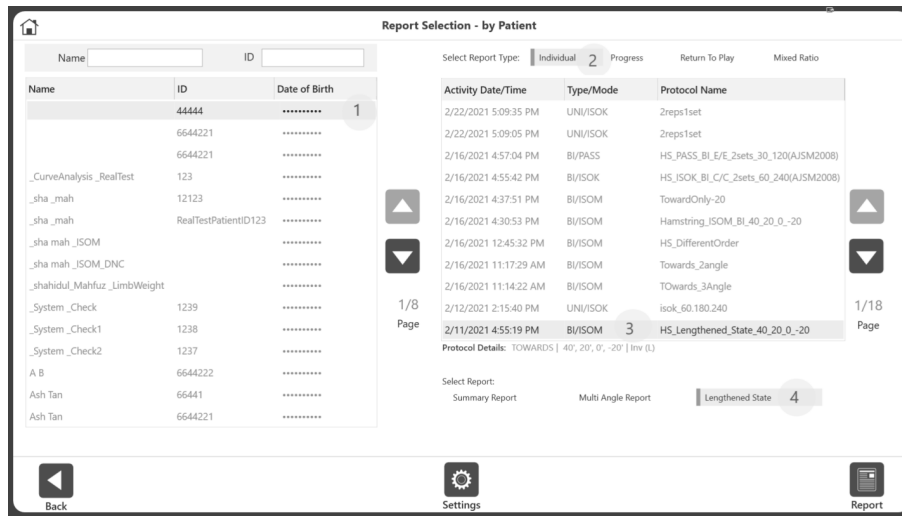 Report Selection - by Patient
Name ID
Select Report Type: Individual 2 Progress Return To Play Mixed Ratio
Name ID Date of Birth
44444 •••••••••• 1
6644221 ••••••••••
6644221 ••••••••••
_CurveAnalysis _RealTest 123 ••••••••••
_sha _mah 12123 ••••••••••
_sha _mah RealTestPatientID123 ••••••••••
_sha mah _ISOM ••••••••••
_sha mah _ISOM_DNC ••••••••••
_shahidul_Mahfuz _LimbWeight ••••••••••
_System _Check 1239 ••••••••••
_System _Check1 1238 ••••••••••
_System _Check2 1237 ••••••••••
A B 6644222 ••••••••••
Ash Tan 66441 ••••••••••
Ash Tan 6644221 ••••••••••
1/8
Page
Activity Date/Time Type/Mode Protocol Name
2/22/2021 5:09:35 PM UNI/ISOK 2reps1set
2/22/2021 5:09:05 PM UNI/ISOK 2reps1set
2/16/2021 4:57:04 PM BI/PASS HS_PASS_BI_E/E_2sets_30_120(AJSM2008)
2/16/2021 4:55:42 PM BI/ISOK HS_ISOK_BI_C/C_2sets_60_240(AJSM2008)
2/16/2021 4:37:51 PM BI/ISOM TowardOnly-20
2/16/2021 4:30:53 PM BI/ISOM Hamstring_ISOM_BI_40_20_0_-20
2/16/2021 12:45:32 PM BI/ISOM HS_DifferentOrder
2/16/2021 11:17:29 AM BI/ISOM Towards_2angle
2/16/2021 11:14:22 AM BI/ISOM TOwards_3Angle
2/12/2021 2:15:40 PM UNI/ISOK isok_60.180.240
2/11/2021 4:55:19 PM BI/ISOM 3 HS_Lengthened_State_40_20_0_-20
1/18
Page
Protocol Details: TOWARDS | 40', 20', 0', -20' | Inv (L)
Select Report:
Summary Report Multi Angle Report Lengthened State 4
Back Settings Report